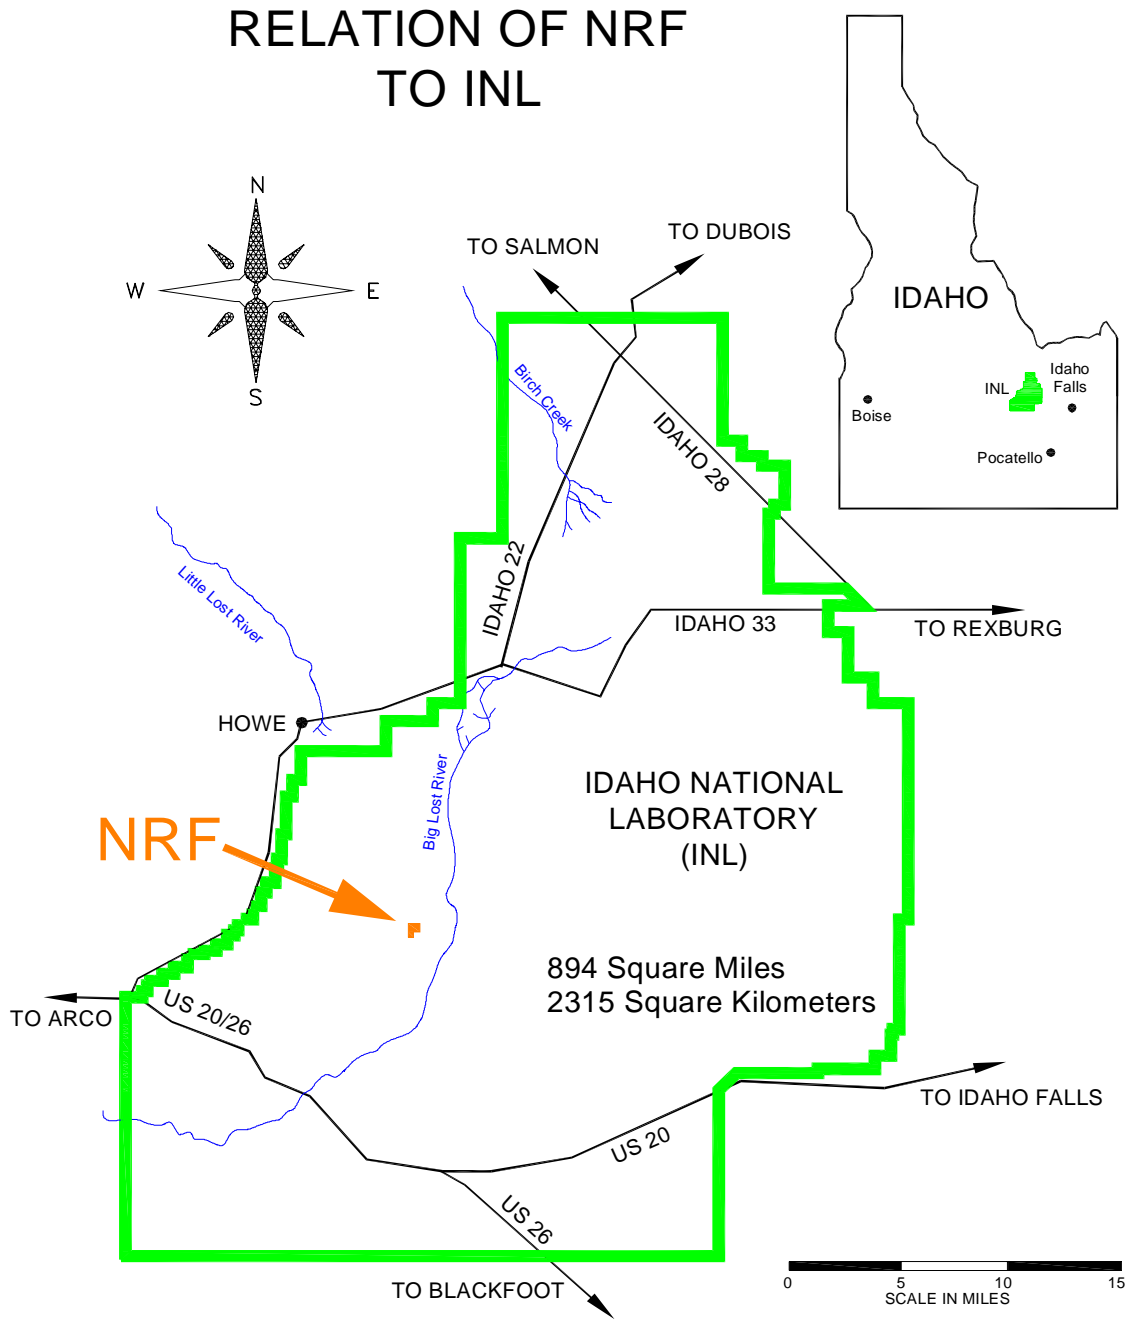 RELATION OF NRF
TO INL
N
W
E
S
TO SALMON
TO DUBOIS
IDAHO
INL
Idaho
Falls
Boise
Pocatello
Birch Creek
IDAHO 28
Little Lost River
IDAHO 22
IDAHO 33
TO REXBURG
HOWE
Big Lost River
IDAHO NATIONAL
LABORATORY
(INL)
NRF
894 Square Miles
2315 Square Kilometers
TO ARCO
US 20/26
TO IDAHO FALLS
US 20
US 26
TO BLACKFOOT
0 5 10 15
SCALE IN MILES